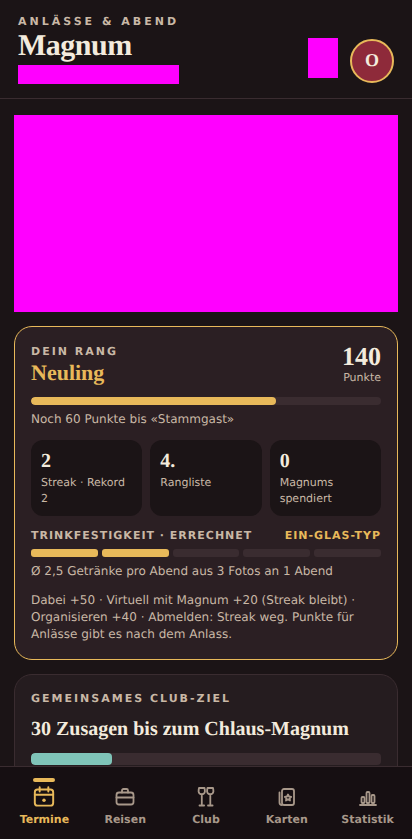 ANLÄSSE & ABEND
Magnum
O
DEIN RANG
Neuling
140
Punkte
Noch 60 Punkte bis «Stammgast»
2
Streak · Rekord
2
4.
Rangliste
0
Magnums
spendiert
TRINKFESTIGKEIT · ERRECHNET
EIN-GLAS-TYP
Ø 2,5 Getränke pro Abend aus 3 Fotos an 1 Abend
Dabei +50 · Virtuell mit Magnum +20 (Streak bleibt) ·
Organisieren +40 · Abmelden: Streak weg. Punkte für
Anlässe gibt es nach dem Anlass.
GEMEINSAMES CLUB-ZIEL
30 Zusagen bis zum Chlaus-Magnum
Termine
Reisen
Club
Karten
Statistik